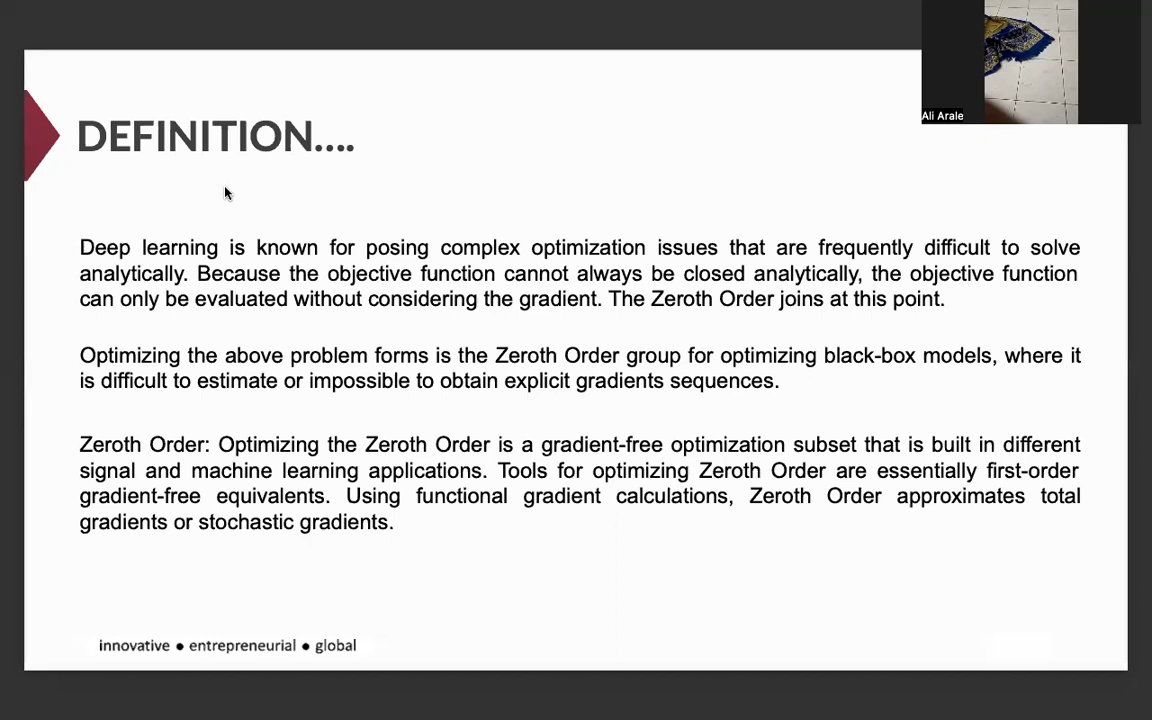 Ali Arale
DEFINITION....
Deep learning is known for posing complex optimization issues that are frequently difficult to solve
analytically. Because the objective function cannot always be closed analytically, the objective function
can only be evaluated without considering the gradient. The Zeroth Order joins at this point.
Optimizing the above problem forms is the Zeroth Order group for optimizing black-box models, where it
is difficult to estimate or impossible to obtain explicit gradients sequences.
Zeroth Order: Optimizing the Zeroth Order is a gradient-free optimization subset that is built in different
signal and machine learning applications. Tools for optimizing Zeroth Order are essentially first-order
gradient-free equivalents. Using functional gradient calculations, Zeroth Order approximates total
gradients or stochastic gradients.
innovative ● entrepreneurial ● global